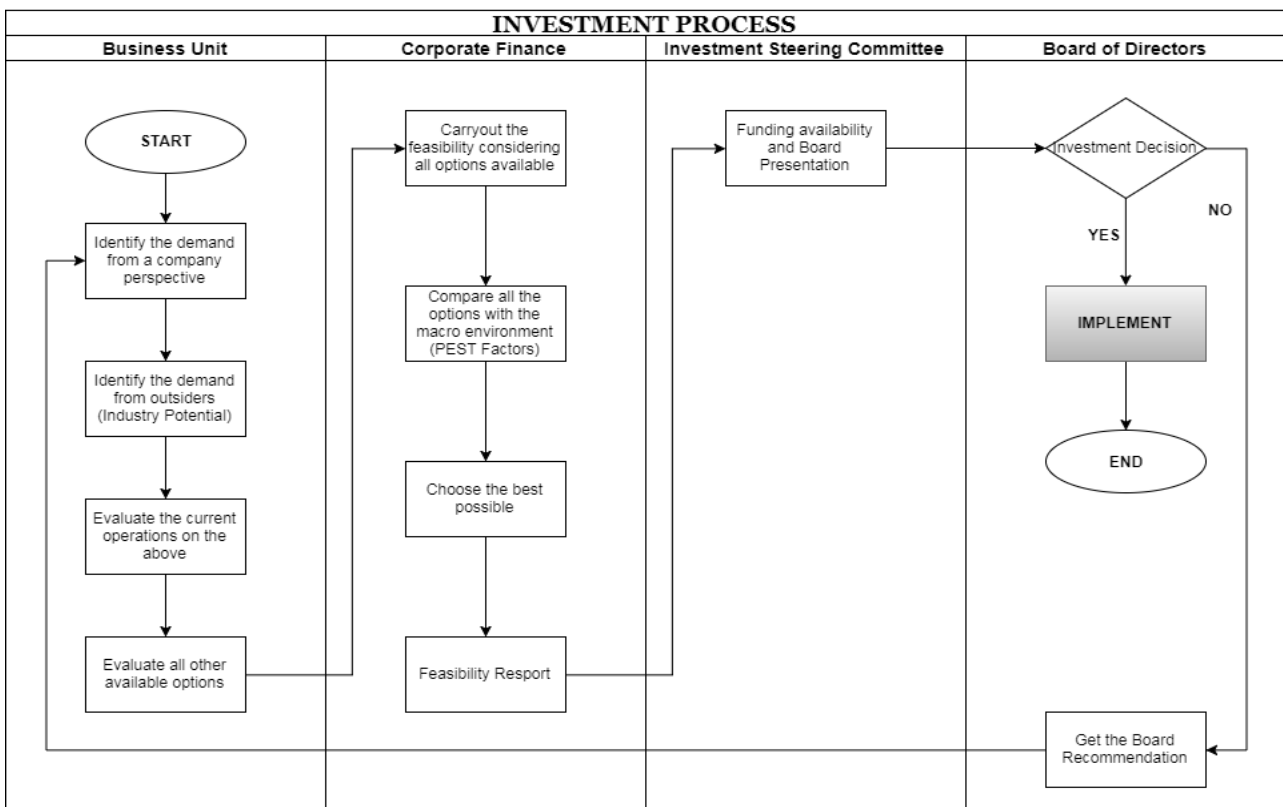 INVESTMENT PROCESS
Business Unit
Corporate Finance
Investment Steering Committee
Board of Directors
START
Identify the demand
from a company
perspective
Identify the demand
from outsiders
(Industry Potential)
Evaluate the current
operations on the
above
Evaluate all other
available options
Carryout the
feasibility considering
all options available
Compare all the
options with the
macro environment
(PEST Factors)
Choose the best
possible
Feasibility Resport
Funding availability
and Board
Presentation
Investment Decision
YES
NO
IMPLEMENT
END
Get the Board
Recommendation